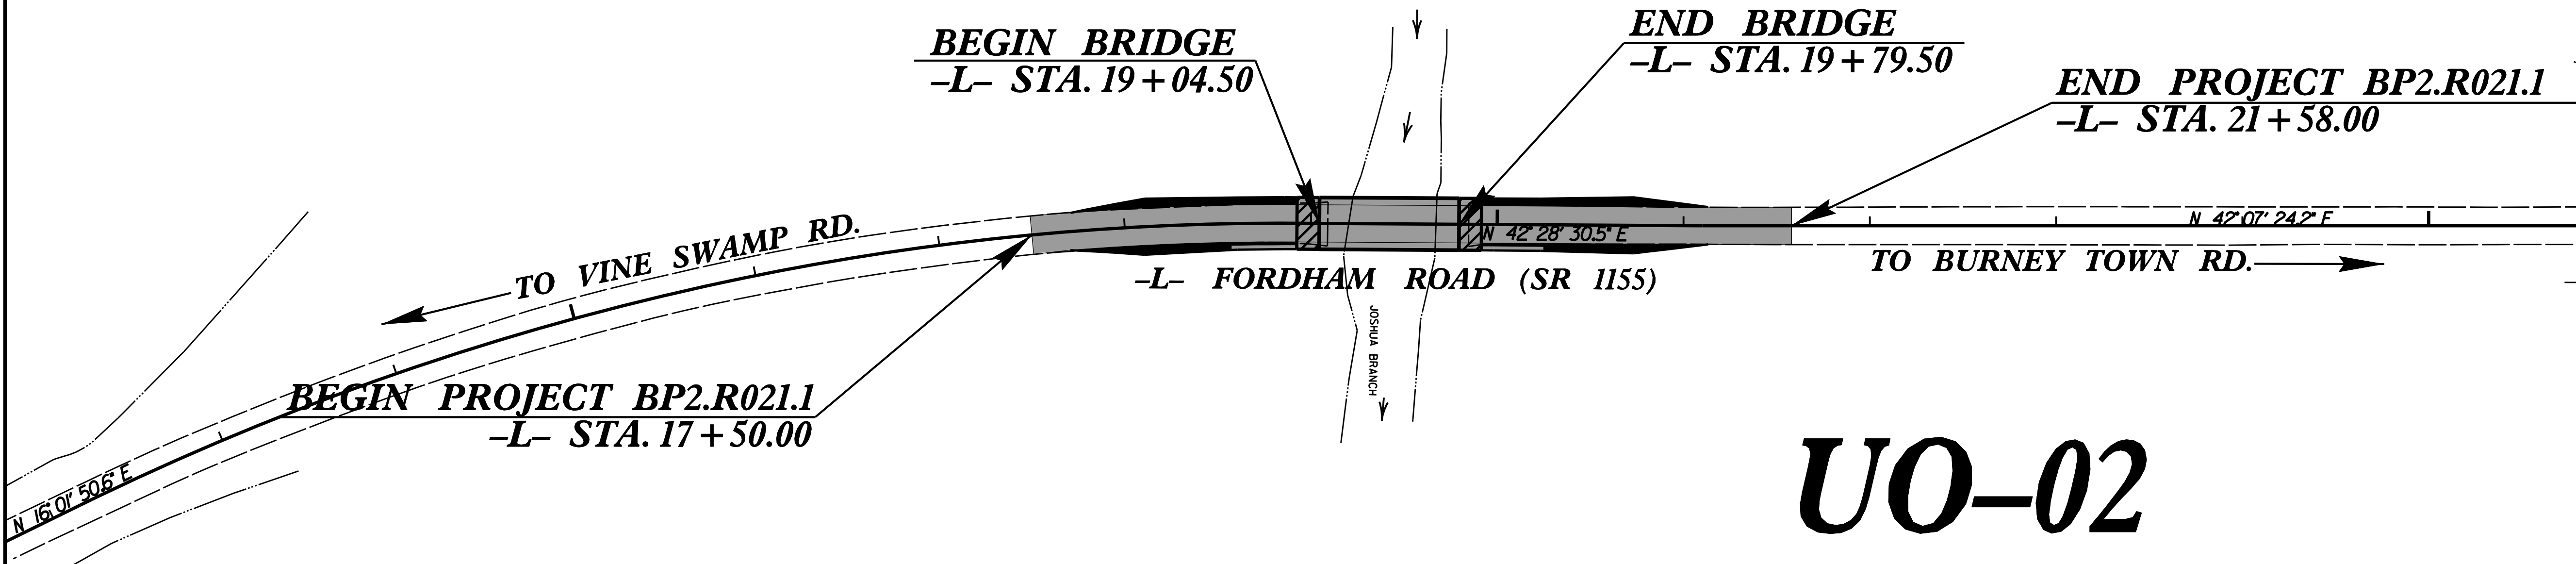 BEGIN BRIDGE
–L– STA. 19+04.50
END BRIDGE
–L– STA. 19+79.50
END PROJECT BP2.R021.1
–L– STA. 21+58.00
TO VINE SWAMP RD.
N 42° 28' 30.5" E
N 42° 07' 24.2" E
–L– FORDHAM ROAD (SR 1155)
TO BURNEY TOWN RD.
JOSHUA BRANCH
BEGIN PROJECT BP2.R021.1
–L– STA. 17+50.00
N 16° 01' 50.6" E
UO–02